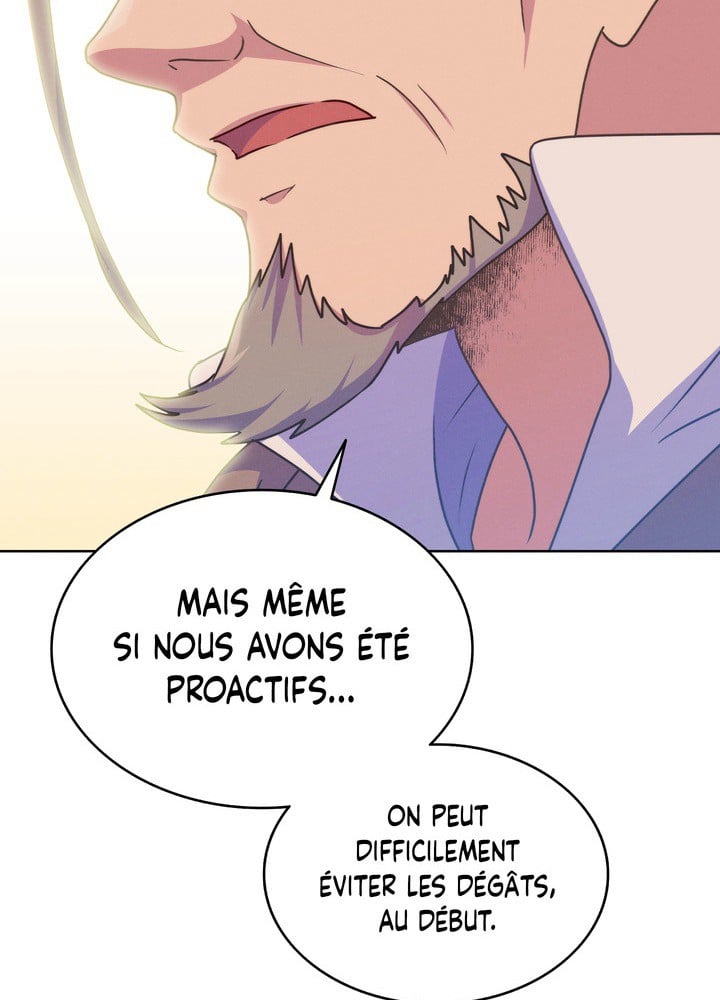 MAIS MÊME
SI NOUS AVONS ÉTÉ
PROACTIFS...
ON PEUT
DIFFICILEMENT
ÉVITER LES DÉGÂTS,
AU DÉBUT.